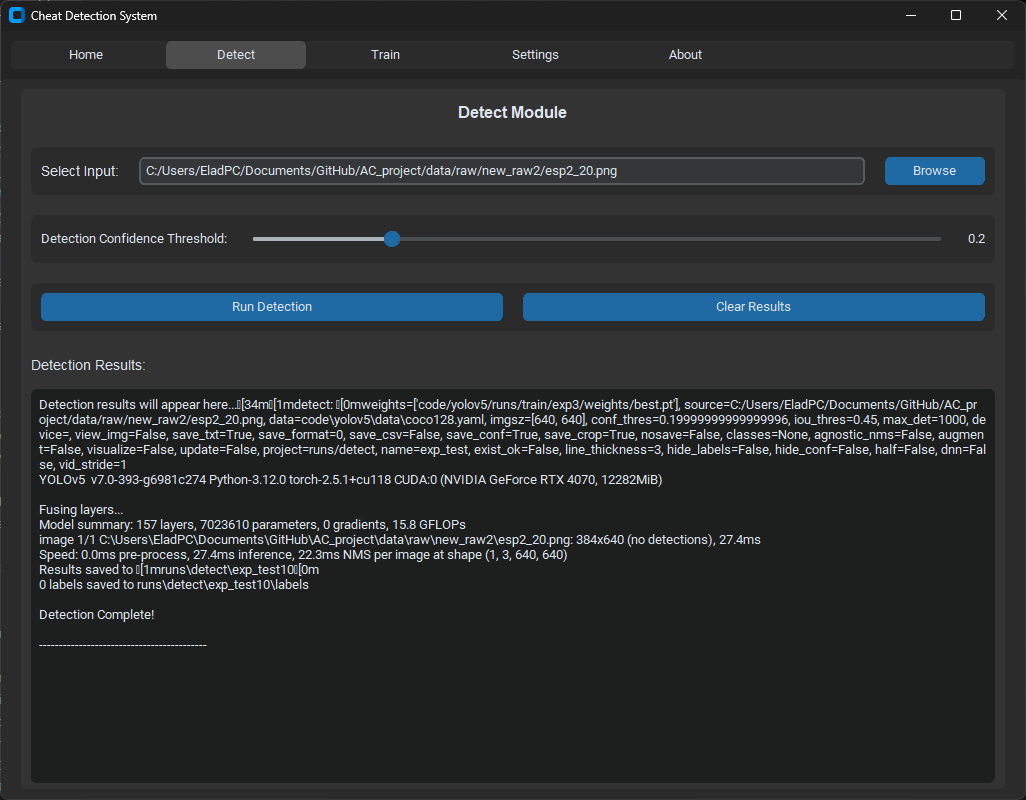 Cheat Detection System
Home Detect Train Settings About
Detect Module
Select Input: C:/Users/EladPC/Documents/GitHub/AC_project/data/raw/new_raw2/esp2_20.png Browse
Detection Confidence Threshold: 0.2
Run Detection Clear Results
Detection Results:
Detection results will appear here...[34m[1mdetect: [0mweights=['code/yolov5/runs/train/exp3/weights/best.pt'], source=C:/Users/EladPC/Documents/GitHub/AC_pr
oject/data/raw/new_raw2/esp2_20.png, data=code\yolov5\data\coco128.yaml, imgsz=[640, 640], conf_thres=0.19999999999999996, iou_thres=0.45, max_det=1000, de
vice=, view_img=False, save_txt=True, save_format=0, save_csv=False, save_conf=True, save_crop=True, nosave=False, classes=None, agnostic_nms=False, augmen
t=False, visualize=False, update=False, project=runs/detect, name=exp_test, exist_ok=False, line_thickness=3, hide_labels=False, hide_conf=False, half=False, dnn=Fal
se, vid_stride=1
YOLOv5 v7.0-393-g6981c274 Python-3.12.0 torch-2.5.1+cu118 CUDA:0 (NVIDIA GeForce RTX 4070, 12282MiB)
Fusing layers...
Model summary: 157 layers, 7023610 parameters, 0 gradients, 15.8 GFLOPs
image 1/1 C:\Users\EladPC\Documents\GitHub\AC_project\data\raw\new_raw2\esp2_20.png: 384x640 (no detections), 27.4ms
Speed: 0.0ms pre-process, 27.4ms inference, 22.3ms NMS per image at shape (1, 3, 640, 640)
Results saved to [1mruns\detect\exp_test10[0m
0 labels saved to runs\detect\exp_test10\labels
Detection Complete!
------------------------------------------